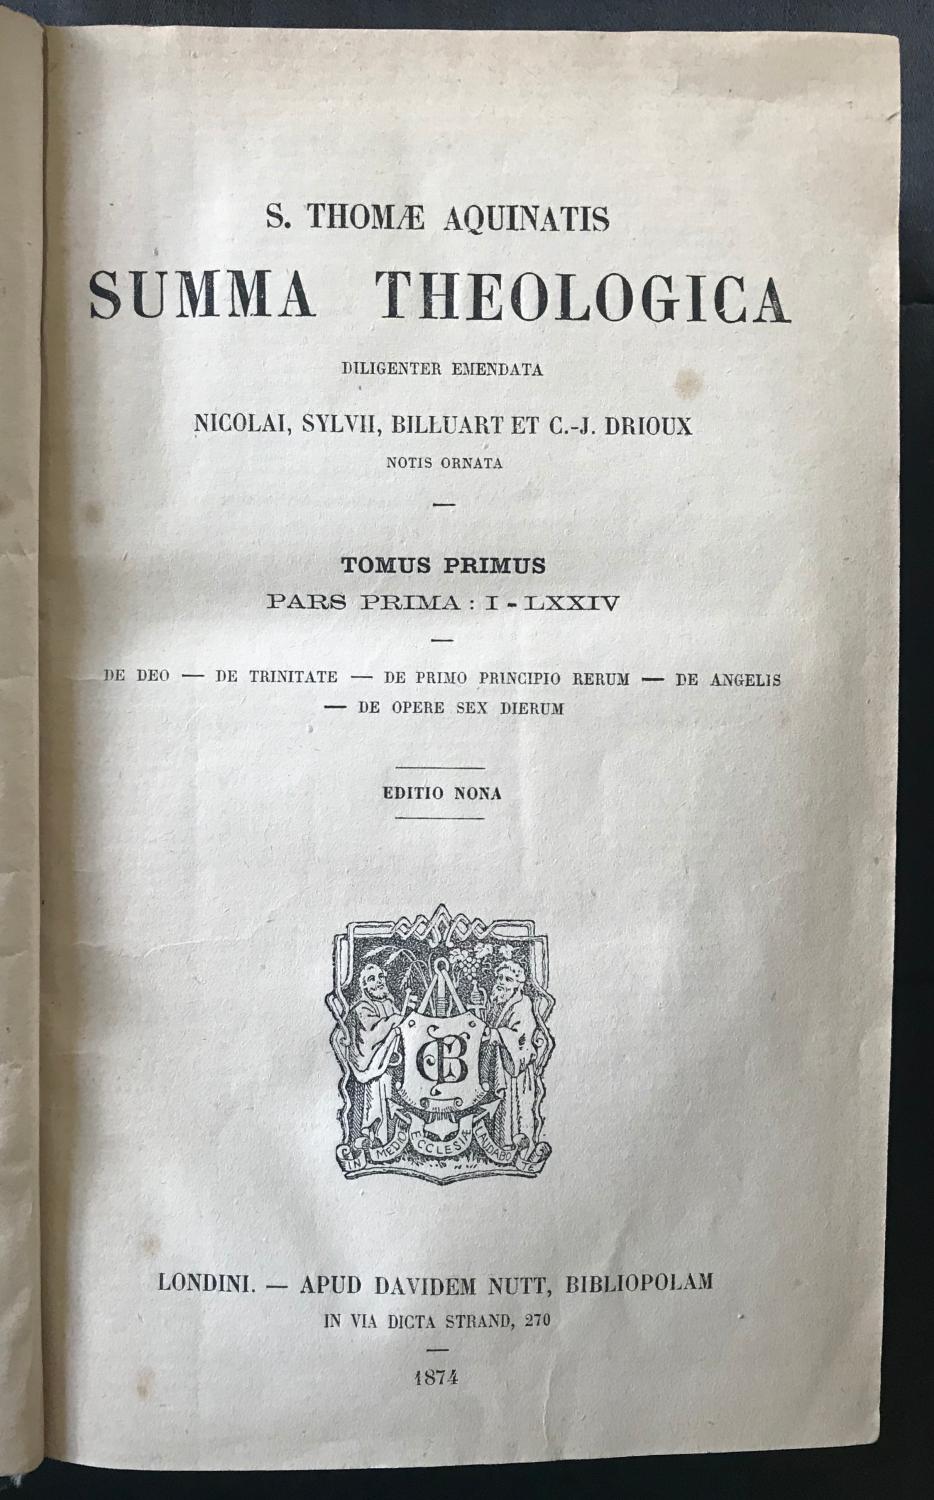 S. THOMÆ AQUINATIS
SUMMA THEOLOGICA
DILIGENTER EMENDATA
NICOLAI, SYLVII, BILLUART ET C.-J. DRIOUX
NOTIS ORNATA
—
TOMUS PRIMUS
PARS PRIMA : I - LXXIV
—
DE DEO — DE TRINITATE — DE PRIMO PRINCIPIO RERUM — DE ANGELIS
— DE OPERE SEX DIERUM
EDITIO NONA
IN MEDIO ECCLESIÆ LAUDABO TE
LONDINI. — APUD DAVIDEM NUTT, BIBLIOPOLAM
IN VIA DICTA STRAND, 270
—
1874